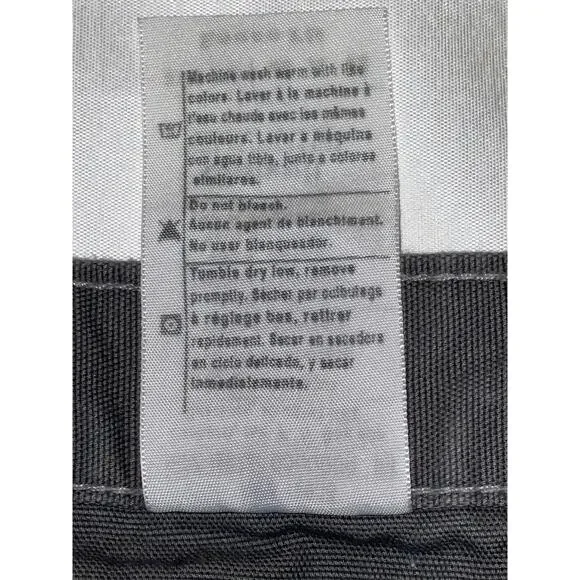 Machine wash warm with like
colors. Laver à la machine à
l'eau chaude avec les mêmes
couleurs. Lavar a máquina
con agua tibia, junto a colores
similares.
Do not bleach.
Aucun agent de blanchiment.
No usar blanqueador.
Tumble dry low, remove
promptly. Sécher par culbutage
à réglage bas, retirer
rapidement. Secar en secadora
en ciclo delicado, y sacar
inmediatamente.